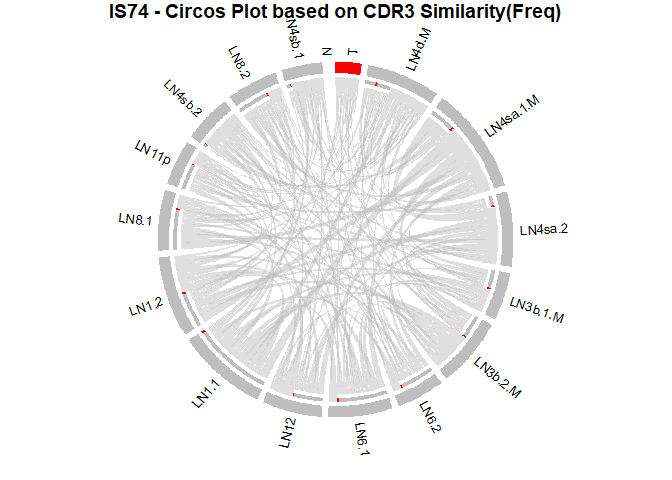 IS74 - Circos Plot based on CDR3 Similarity(Freq)
N
1
LN4d.M
LN4sa.1.M
LN4sa.2
LN3b.1.M
LN3b.2.M
LN6.2
LN6.1
LN12
LN1.1
LN1.2
LN8.1
LN11p
LN4sb.2
LN8.2
LN4sb.1